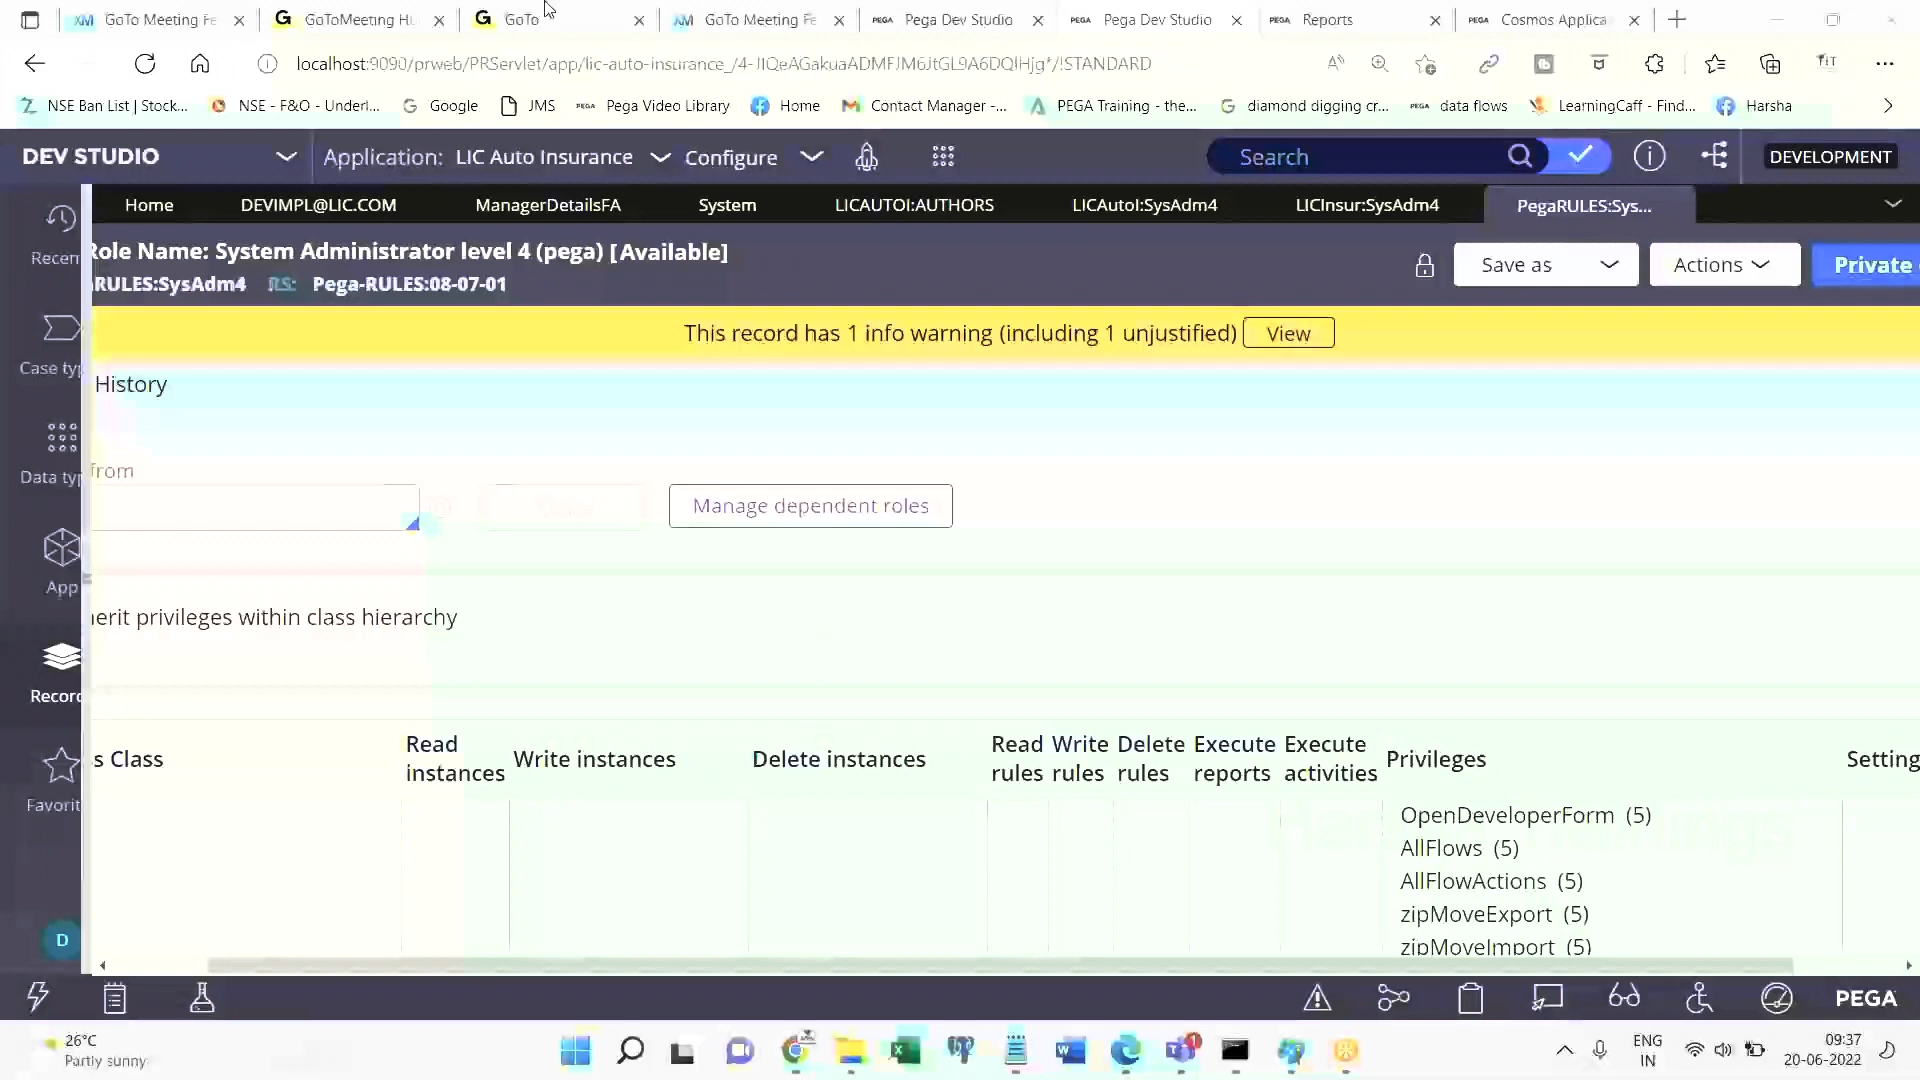 GoTo Meeting Fe
GoToMeeting Hu
GoTo
GoTo Meeting Fe
PEGA Pega Dev Studio
PEGA Pega Dev Studio
PEGA Reports
PEGA Cosmos Applica
localhost:9090/prweb/PRServlet/app/lic-auto-insurance_/4-JIQeAGakuaADMFJM6JtGL9A6DQlHjg*/!STANDARD
NSE Ban List | Stock...
NSE - F&O - Underl...
Google
JMS
PEGA Pega Video Library
Home
Contact Manager -...
PEGA Training - the...
diamond digging cr...
PEGA data flows
LearningCaff - Find...
Harsha
DEV STUDIO
Application: LIC Auto Insurance
Configure
Search
DEVELOPMENT
Home
DEVIMPL@LIC.COM
ManagerDetailsFA
System
LICAUTOI:AUTHORS
LICAutoI:SysAdm4
LICInsur:SysAdm4
PegaRULES:Sys...
Role Name: System Administrator level 4 (pega) [Available]
RULES:SysAdm4 RS: Pega-RULES:08-07-01
Save as
Actions
Private
This record has 1 info warning (including 1 unjustified) View
Recen
Case typ
Data typ
App
Record
Favorit
D
History
from
Manage dependent roles
erit privileges within class hierarchy
s Class
Read instances
Write instances
Delete instances
Read rules
Write rules
Delete rules
Execute reports
Execute activities
Privileges
Setting
OpenDeveloperForm (5)
AllFlows (5)
AllFlowActions (5)
zipMoveExport (5)
zipMoveImport (5)
PEGA
26°C
Partly sunny
ENG
IN
09:37
20-06-2022